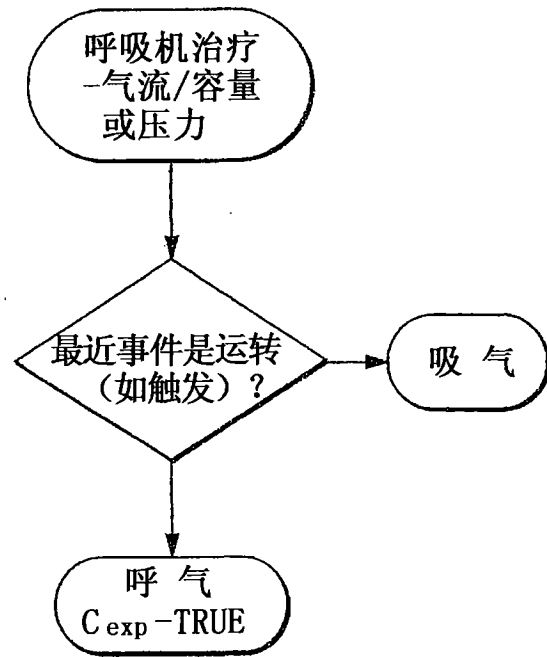 呼吸机治疗
-气流/容量
或压力
最近事件是运转
（如触发）？
吸 气
呼 气
Cexp-TRUE